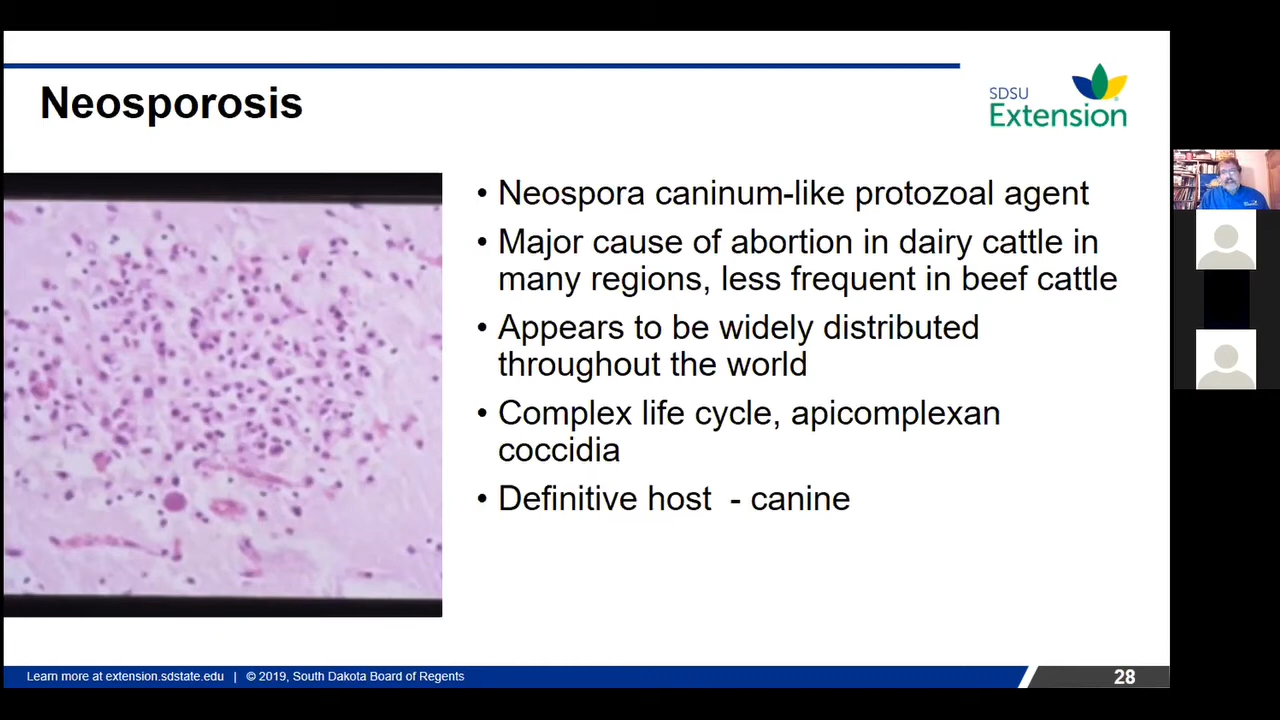 Neosporosis
SDSU
Extension
• Neospora caninum-like protozoal agent
• Major cause of abortion in dairy cattle in
many regions, less frequent in beef cattle
• Appears to be widely distributed
throughout the world
• Complex life cycle, apicomplexan
coccidia
• Definitive host - canine
Learn more at extension.sdstate.edu | © 2019, South Dakota Board of Regents
28